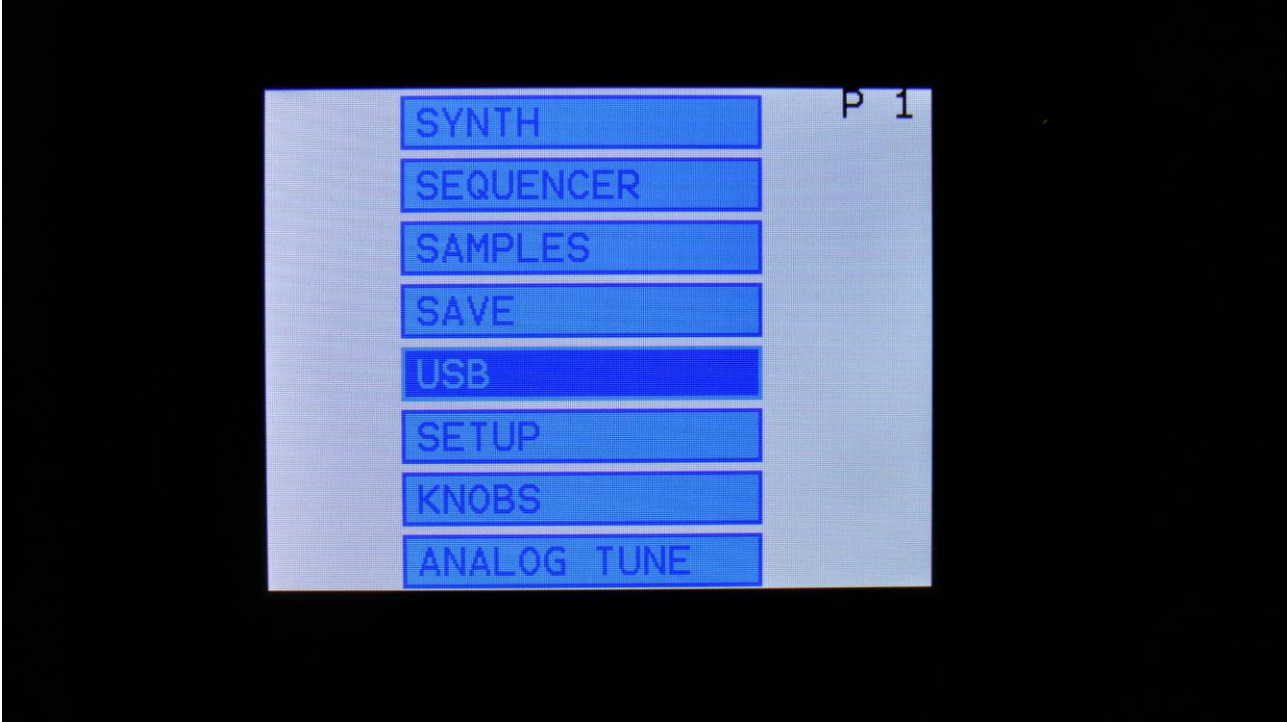 P 1
SYNTH
SEQUENCER
SAMPLES
SAVE
USB
SETUP
KNOBS
ANALOG TUNE